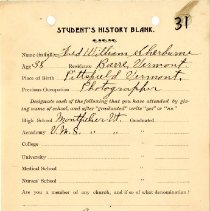 31
STUDENT'S HISTORY BLANK.
Name (in full) Fred William Sherburne
Age 38 Residence Barre, Vermont
Place of Birth Pittsfield Vermont.
Previous Occupation Photographer
Designate each of the following that you have attended by giving
name of school, and after "graduated" write "yes" or "no."
High School Montpelier Vt. Graduated.
Academy " "
College " "
University " "
Medical School " "
Nurses' School " "
Are you a member of any church, and if so of what denomination?